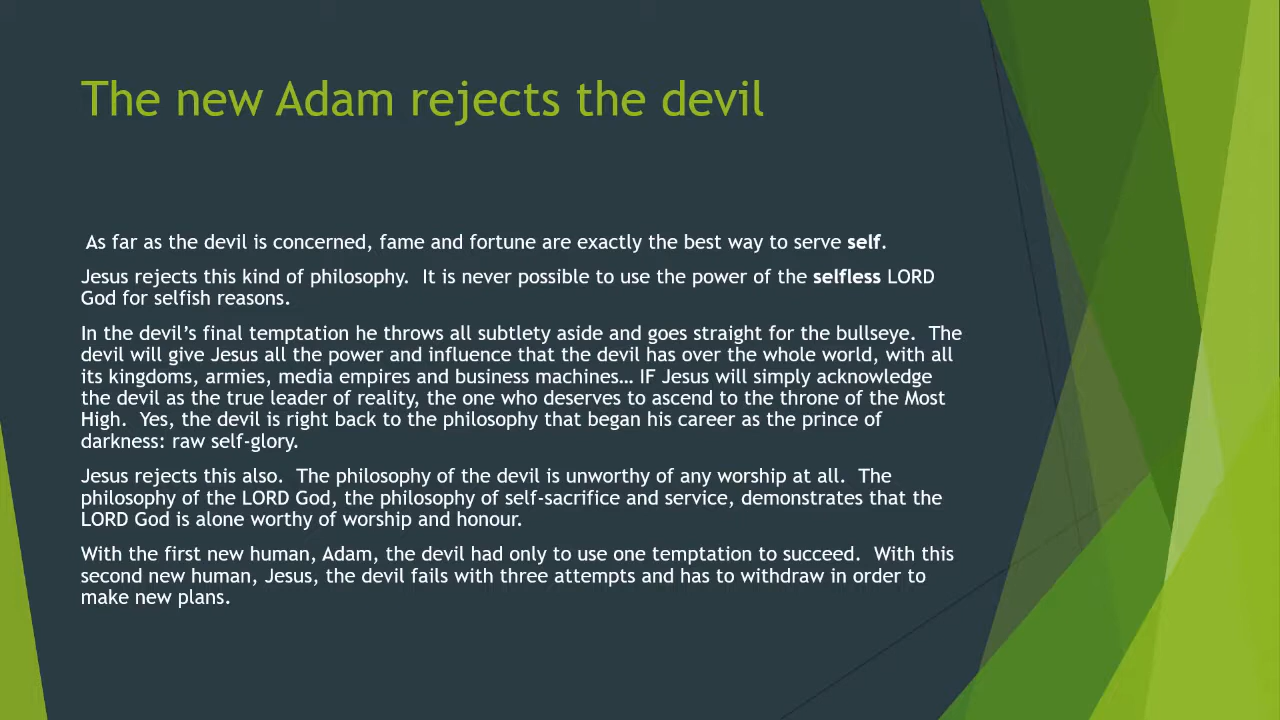 The new Adam rejects the devil
As far as the devil is concerned, fame and fortune are exactly the best way to serve self.
Jesus rejects this kind of philosophy.  It is never possible to use the power of the selfless LORD
God for selfish reasons.
In the devil’s final temptation he throws all subtlety aside and goes straight for the bullseye.  The
devil will give Jesus all the power and influence that the devil has over the whole world, with all
its kingdoms, armies, media empires and business machines… IF Jesus will simply acknowledge
the devil as the true leader of reality, the one who deserves to ascend to the throne of the Most
High.  Yes, the devil is right back to the philosophy that began his career as the prince of
darkness: raw self-glory.
Jesus rejects this also.  The philosophy of the devil is unworthy of any worship at all.  The
philosophy of the LORD God, the philosophy of self-sacrifice and service, demonstrates that the
LORD God is alone worthy of worship and honour.
With the first new human, Adam, the devil had only to use one temptation to succeed.  With this
second new human, Jesus, the devil fails with three attempts and has to withdraw in order to
make new plans.